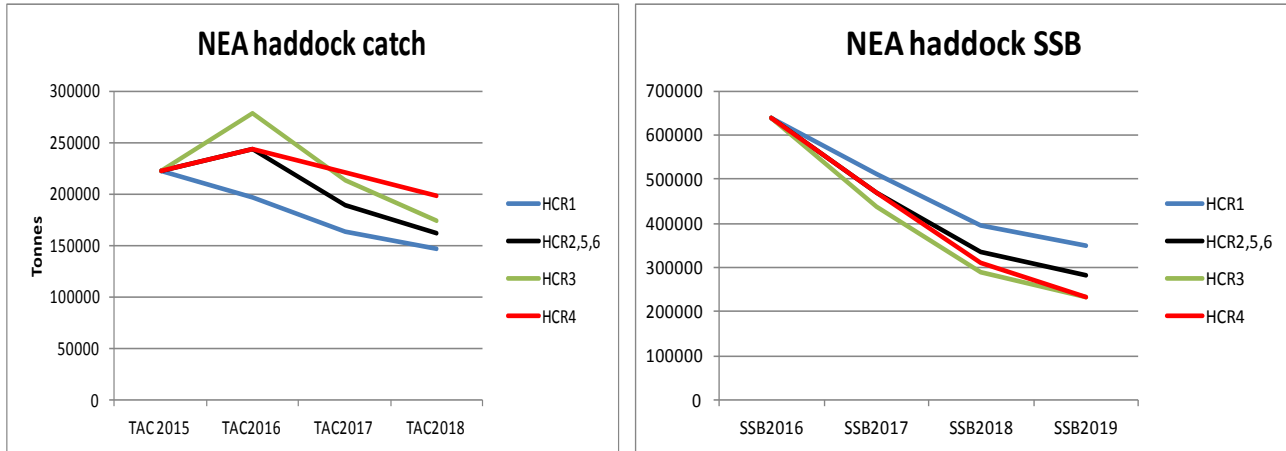 NEA haddock catch
300000
250000
200000
150000
100000
50000
0
Tonnes
TAC2015
TAC2016
TAC2017
TAC2018
HCR1
HCR2,5,6
HCR3
HCR4
NEA haddock SSB
700000
600000
500000
400000
300000
200000
100000
0
SSB2016
SSB2017
SSB2018
SSB2019
HCR1
HCR2,5,6
HCR3
HCR4